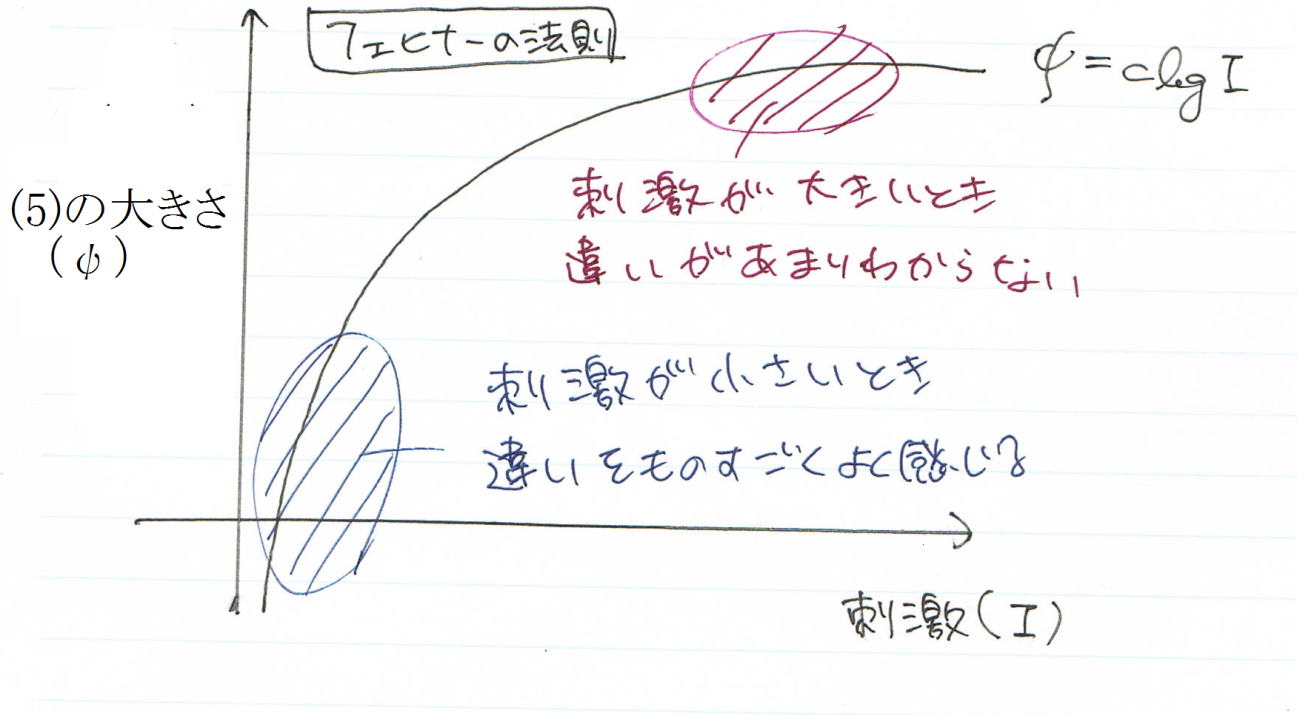 フェヒナーの法則
ψ = c log I
(5)の大きさ
(ψ)
刺激が大きいとき
違いがあまりわからない
刺激が小さいとき
違いをものすごくよく感じる
刺激(I)